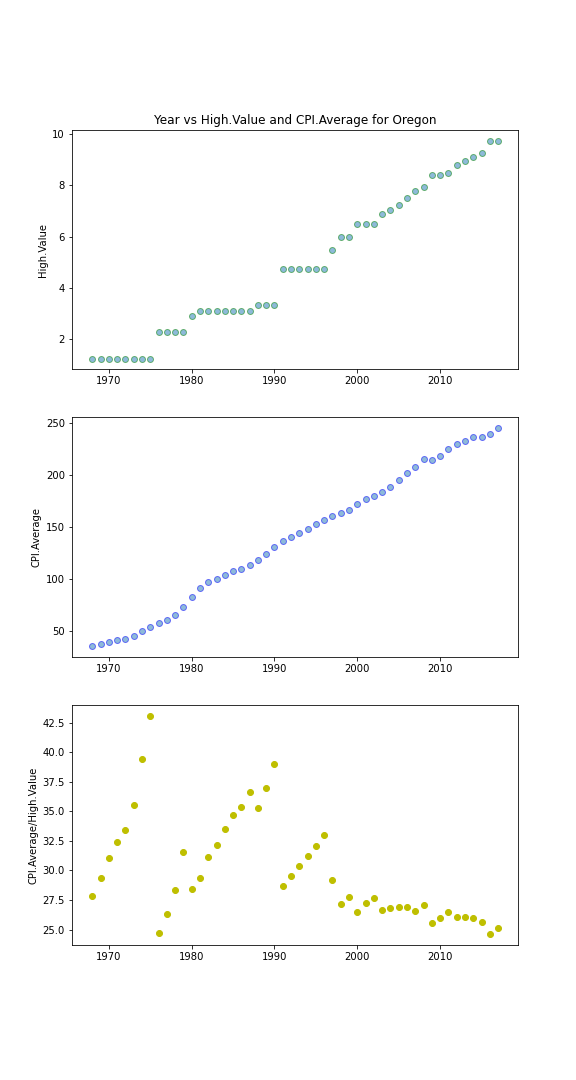 Year vs High.Value and CPI.Average for Oregon
10
8
6
4
2
High.Value
1970 1980 1990 2000 2010
250
200
150
100
50
CPI.Average
1970 1980 1990 2000 2010
42.5
40.0
37.5
35.0
32.5
30.0
27.5
25.0
CPI.Average/High.Value
1970 1980 1990 2000 2010